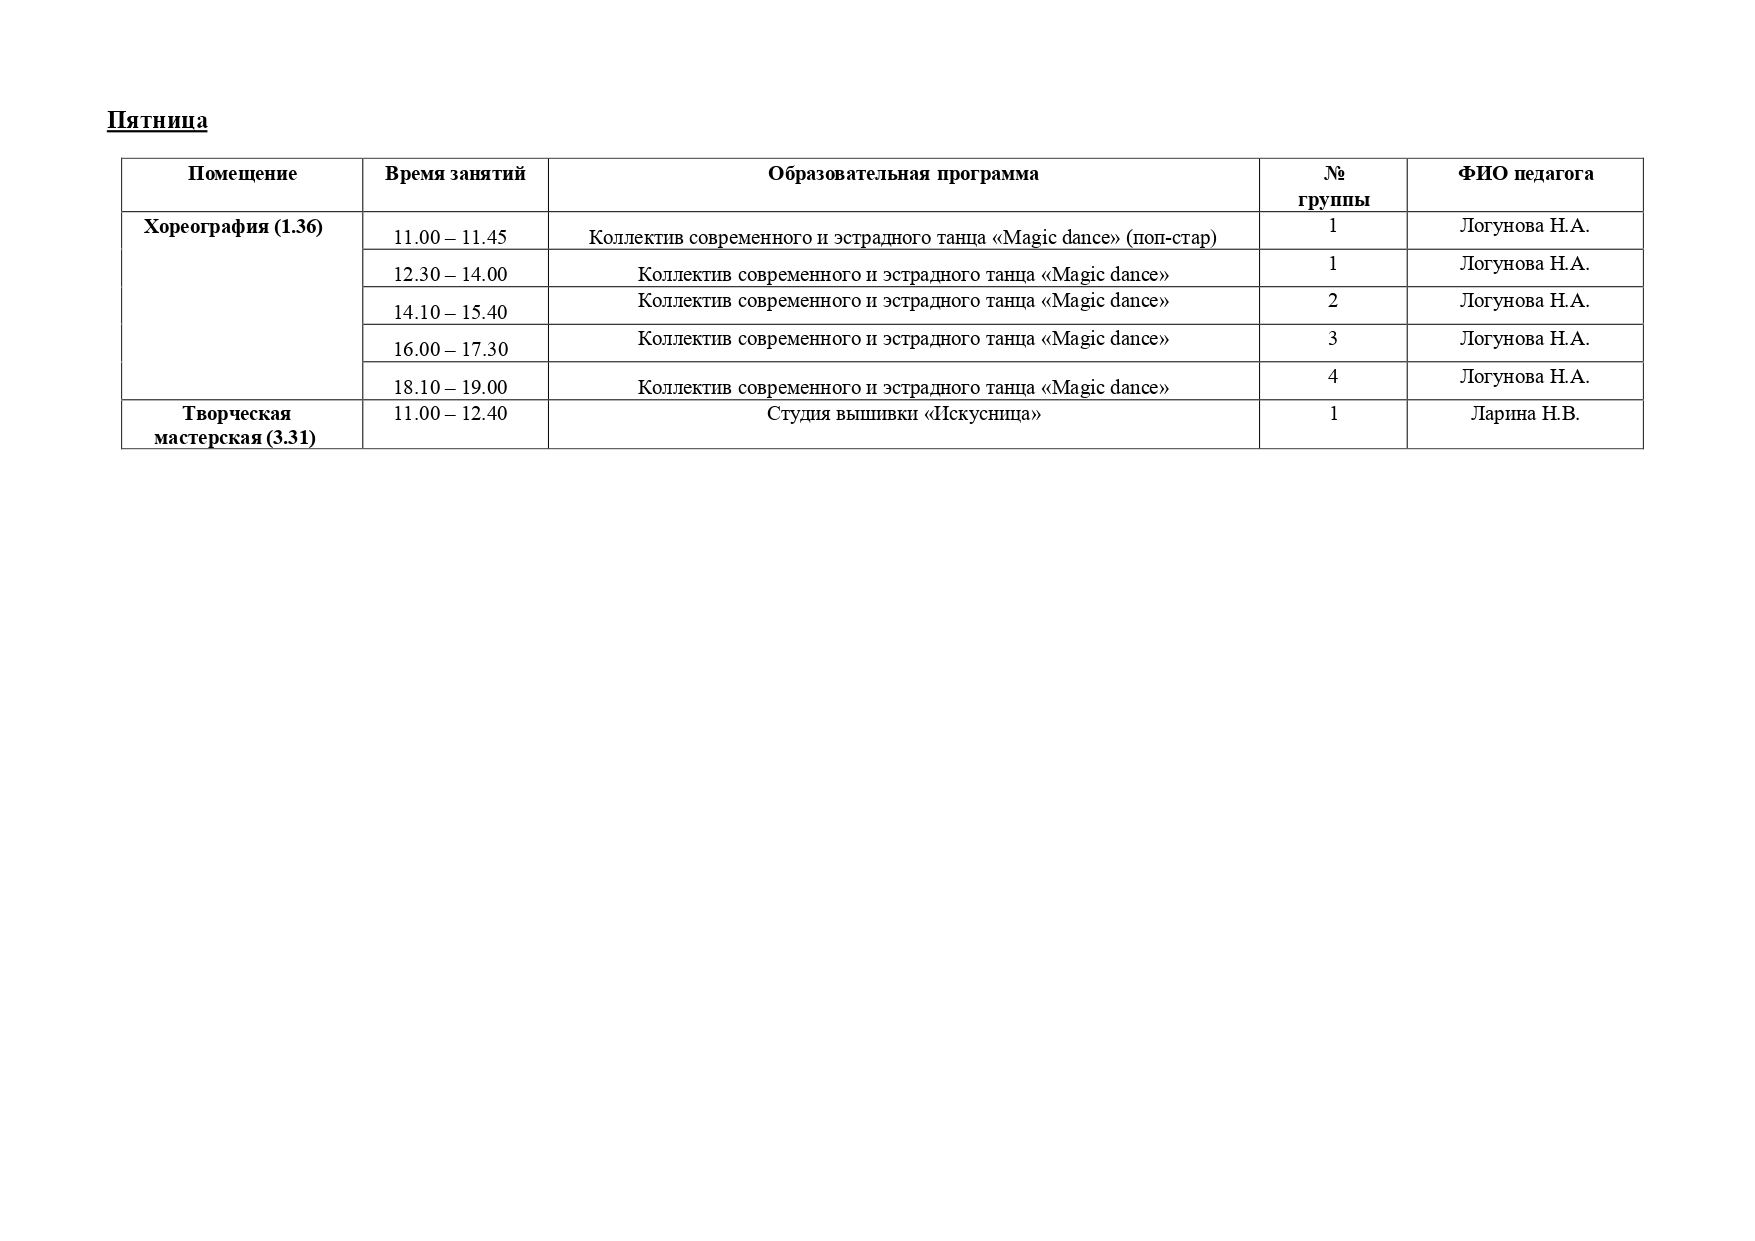 Пятница
Помещение Время занятий Образовательная программа № группы ФИО педагога
Хореография (1.36) 11.00 – 11.45 Коллектив современного и эстрадного танца «Magic dance» (поп-стар) 1 Логунова Н.А.
12.30 – 14.00 Коллектив современного и эстрадного танца «Magic dance» 1 Логунова Н.А.
14.10 – 15.40 Коллектив современного и эстрадного танца «Magic dance» 2 Логунова Н.А.
16.00 – 17.30 Коллектив современного и эстрадного танца «Magic dance» 3 Логунова Н.А.
18.10 – 19.00 Коллектив современного и эстрадного танца «Magic dance» 4 Логунова Н.А.
Творческая 11.00 – 12.40 Студия вышивки «Искусница» 1 Ларина Н.В.
мастерская (3.31)